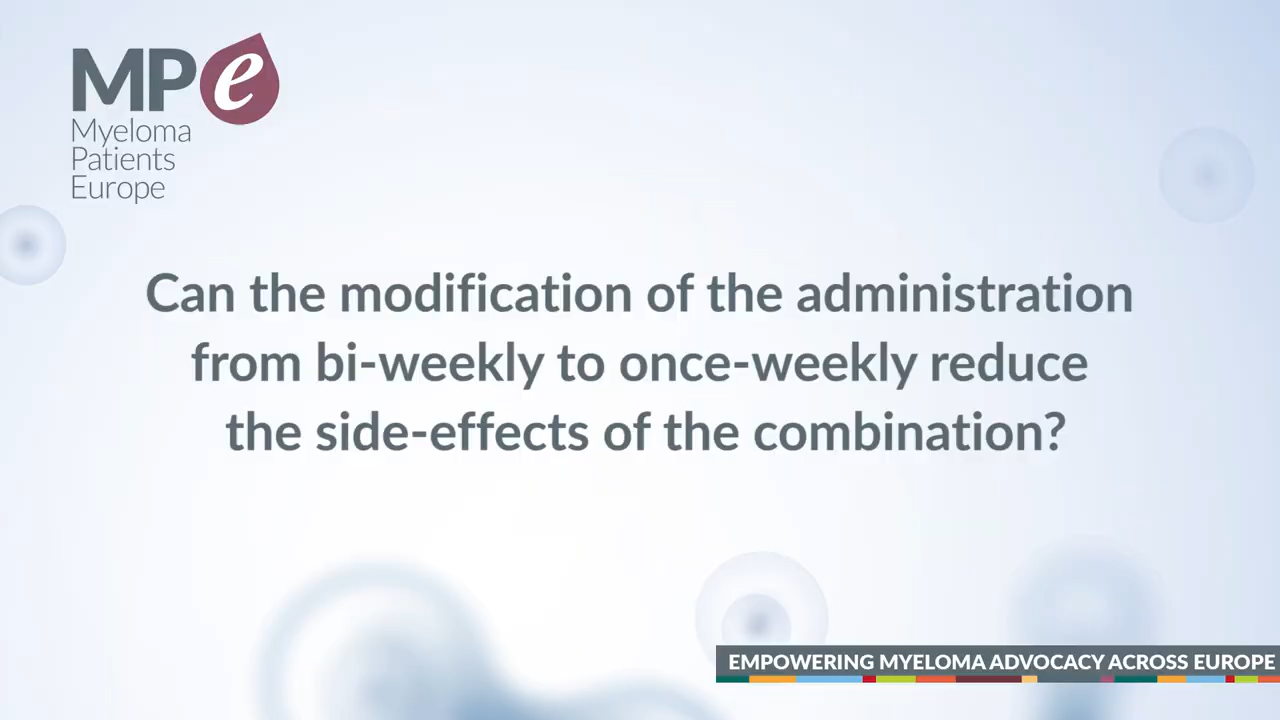 MPe
Myeloma
Patients
Europe
Can the modification of the administration
from bi-weekly to once-weekly reduce
the side-effects of the combination?
EMPOWERING MYELOMA ADVOCACY ACROSS EUROPE